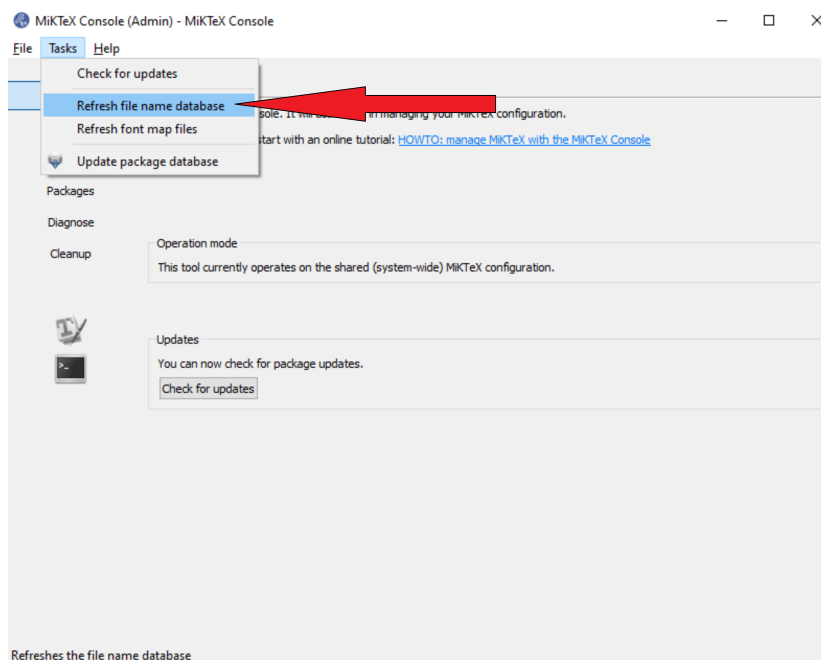 MiKTeX Console (Admin) - MiKTeX Console
File Tasks Help
Check for updates
Refresh file name database
Refresh font map files
Update package database
sole. It will in managing your MiKTeX configuration.
start with an online tutorial: HOWTO: manage MiKTeX with the MiKTeX Console
Packages
Diagnose
Cleanup
Operation mode
This tool currently operates on the shared (system-wide) MiKTeX configuration.
Updates
You can now check for package updates.
Check for updates
>_
Refreshes the file name database